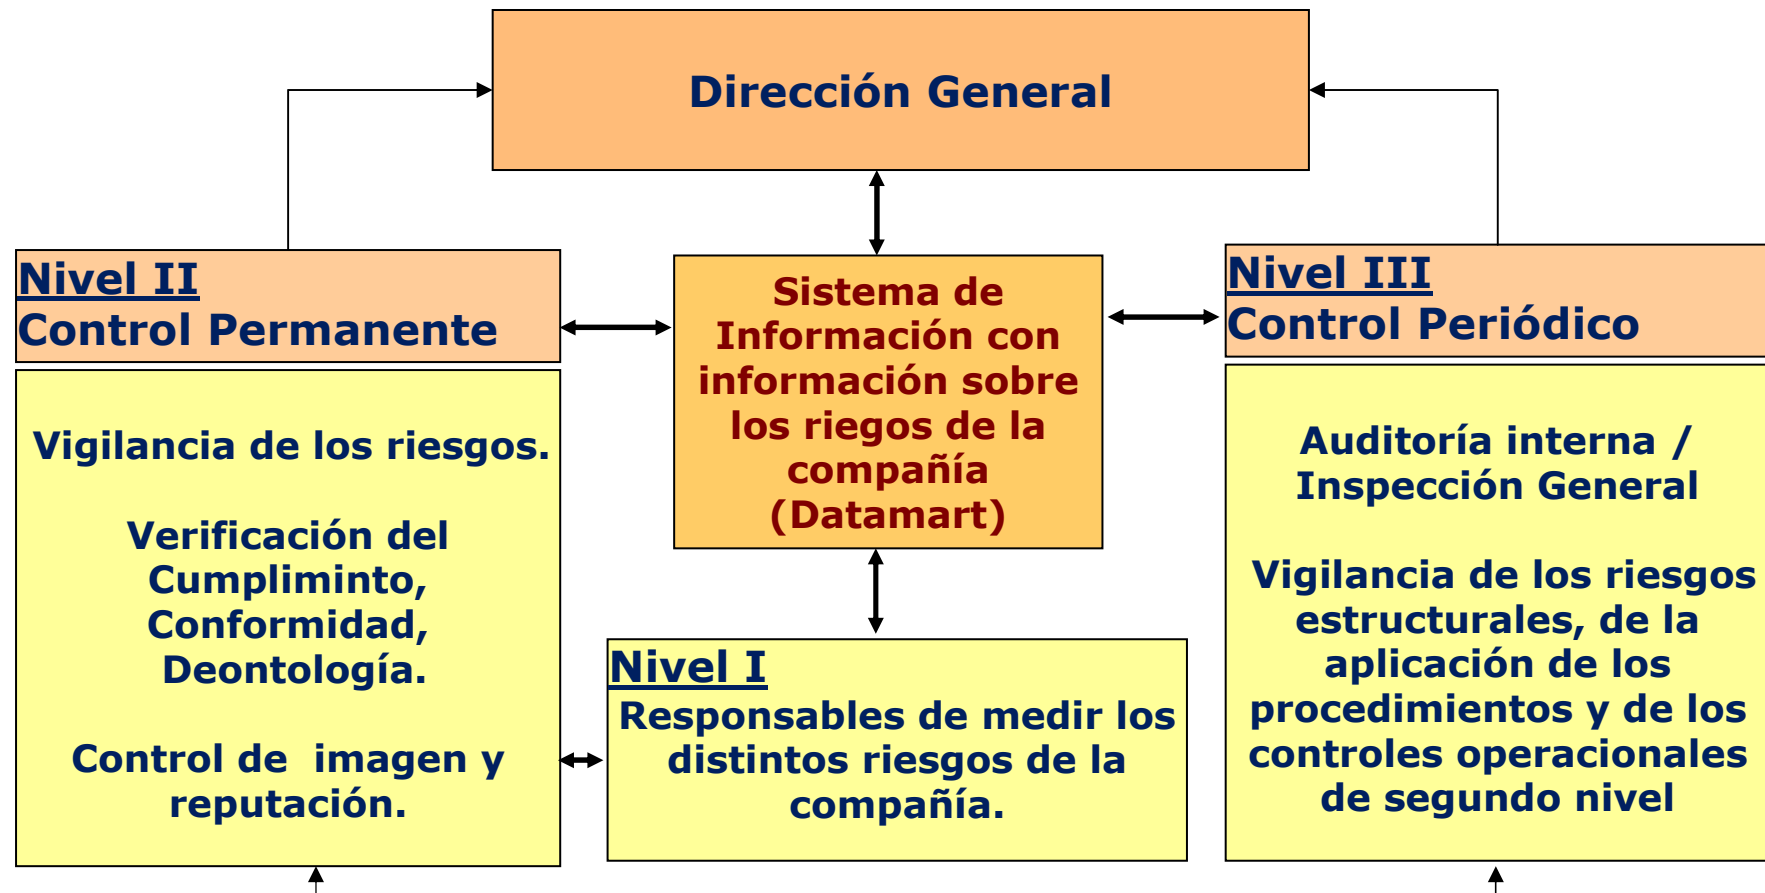 Dirección General
Nivel II
Control Permanente
Vigilancia de los riesgos.
Verificación del
Cumpliminto,
Conformidad,
Deontología.
Control de  imagen y
reputación.
Sistema de
Información con
información sobre
los riegos de la
compañía
(Datamart)
Nivel I
Responsables de medir los
distintos riesgos de la
compañía.
Nivel III
Control Periódico
Auditoría interna /
Inspección General
Vigilancia de los riesgos
estructurales, de la
aplicación de los
procedimientos y de los
controles operacionales
de segundo nivel